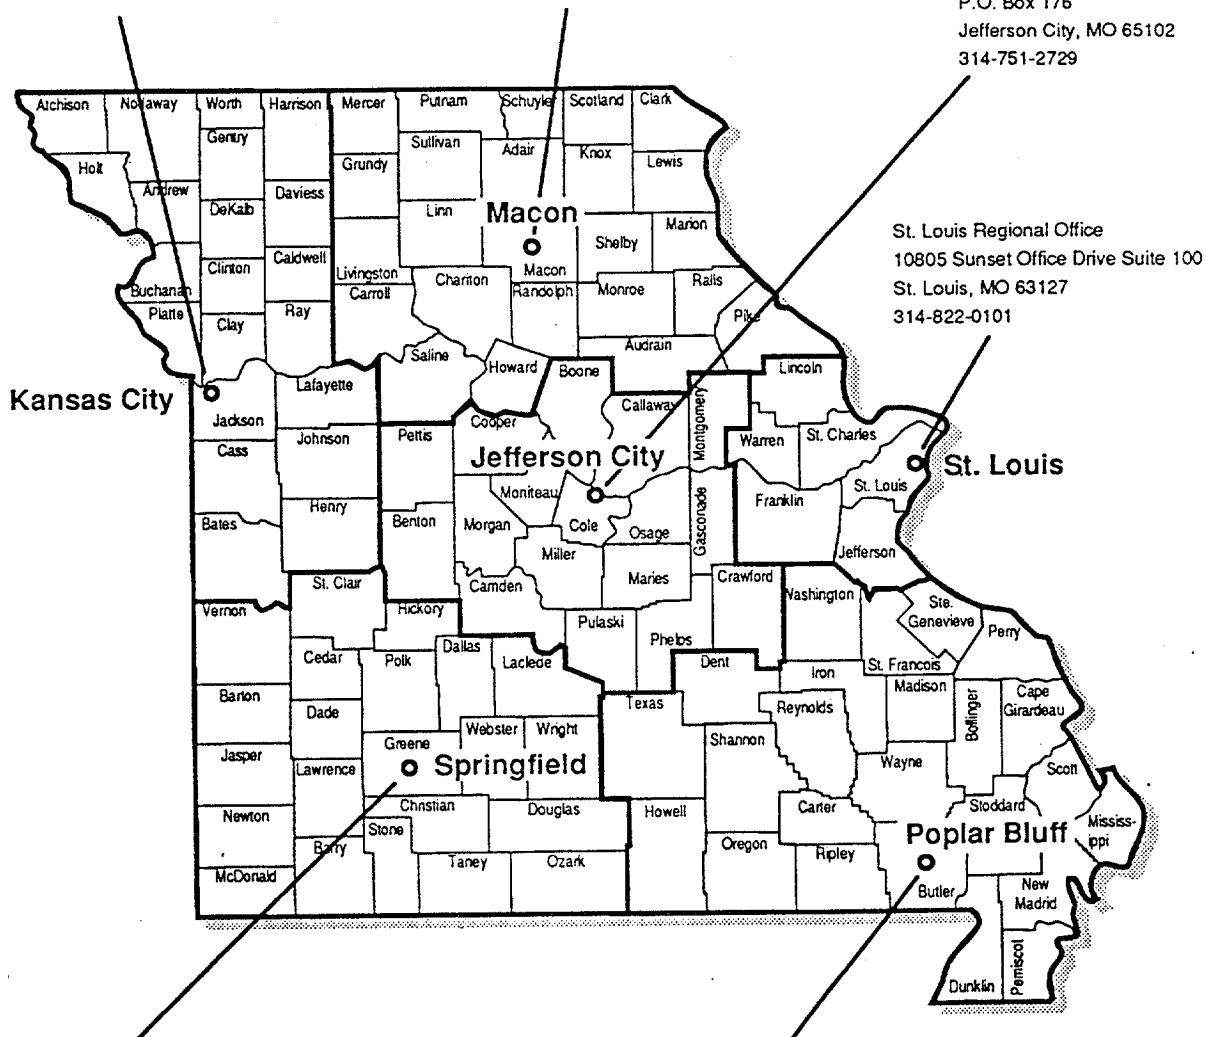 P.O. Box 176
Jefferson City, MO 65102
314-751-2729
Atchison
Nodaway
Worth
Harrison
Mercer
Putnam
Schuyler
Scotland
Clark
Gentry
Sullivan
Adair
Knox
Lewis
Holt
Grundy
Andrew
Daviess
DeKalb
Linn
Macon
Marion
Shelby
Caldwell
Clinton
Livingston
Macon
Chariton
Ralls
Buchanan
Carroll
Randolph
Monroe
Platte
Ray
Pike
Clay
Audrain
St. Louis Regional Office
10805 Sunset Office Drive Suite 100
St. Louis, MO 63127
314-822-0101
Saline
Howard
Boone
Lincoln
Lafayette
Kansas City
Callaway
Montgomery
Jackson
Cooper
Pettis
Johnson
Cass
Warren
St. Charles
Jefferson City
St. Louis
St. Louis
Moniteau
Franklin
Henry
Bates
Benton
Morgan
Cole
Osage
Gasconade
Miller
Jefferson
St. Clair
Camden
Maries
Crawford
Washington
Vernon
Hickory
Ste.
Genevieve
Pulaski
Phelps
Perry
Dallas
Cedar
Polk
Laclede
Dent
Iron
St. Francois
Madison
Barton
Texas
Reynolds
Bollinger
Cape
Girardeau
Dade
Webster
Wright
Shannon
Greene
Jasper
Springfield
Wayne
Lawrence
Scott
Christian
Douglas
Howell
Carter
Stoddard
Newton
Stone
Poplar Bluff
Mississ-
ippi
Barry
Oregon
Ripley
Taney
Ozark
McDonald
Butler
New
Madrid
Dunklin
Pemiscot